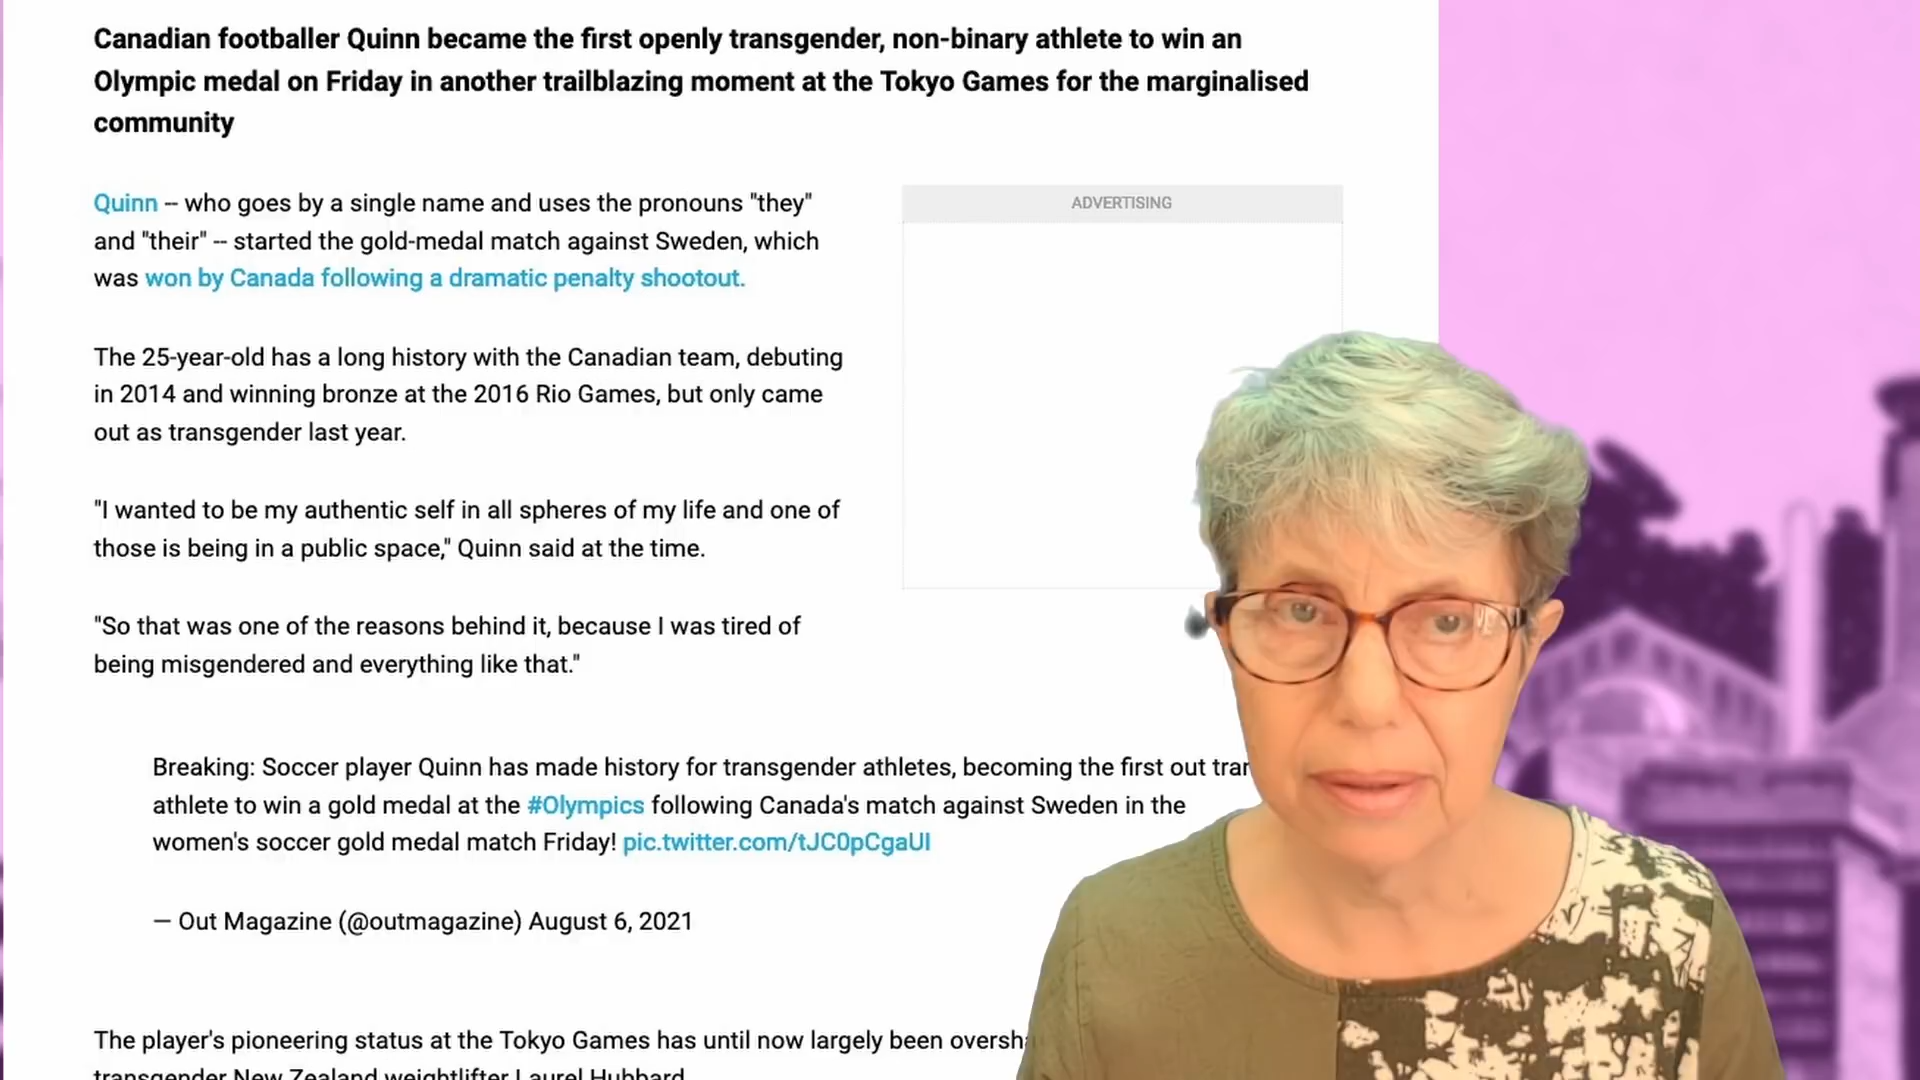 Canadian footballer Quinn became the first openly transgender, non-binary athlete to win an
Olympic medal on Friday in another trailblazing moment at the Tokyo Games for the marginalised
community
Quinn -- who goes by a single name and uses the pronouns "they"
and "their" -- started the gold-medal match against Sweden, which
was won by Canada following a dramatic penalty shootout.
ADVERTISING
The 25-year-old has a long history with the Canadian team, debuting
in 2014 and winning bronze at the 2016 Rio Games, but only came
out as transgender last year.
"I wanted to be my authentic self in all spheres of my life and one of
those is being in a public space," Quinn said at the time.
"So that was one of the reasons behind it, because I was tired of
being misgendered and everything like that."
Breaking: Soccer player Quinn has made history for transgender athletes, becoming the first out
athlete to win a gold medal at the #Olympics following Canada's match against Sweden in the
women's soccer gold medal match Friday! pic.twitter.com/tJC0pCgaUI
— Out Magazine (@outmagazine) August 6, 2021
The player's pioneering status at the Tokyo Games has until now largely been
transgender New Zealand weightlifter Laurel Hubbard